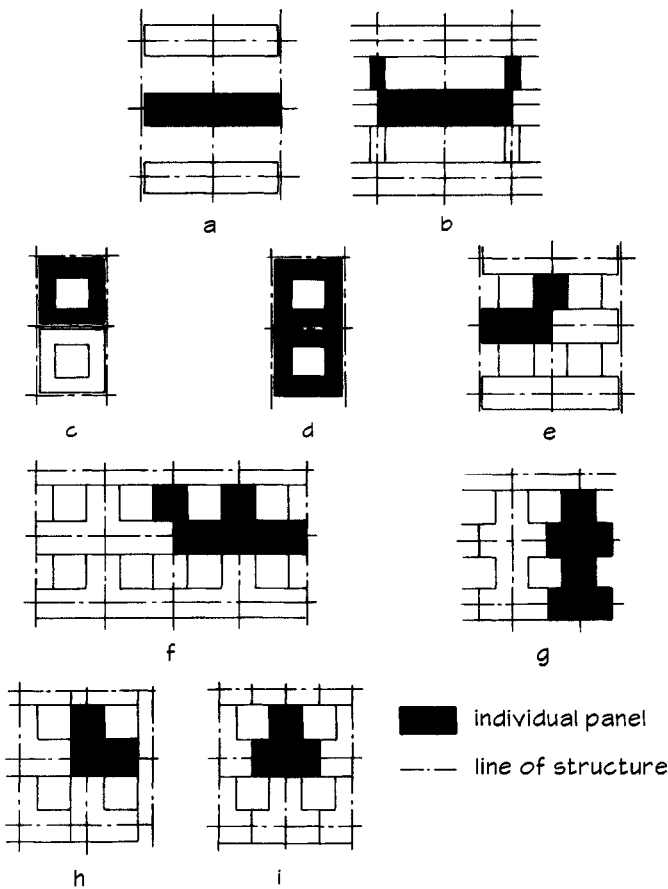 a
b
c
d
e
f
g
individual panel
line of structure
h
i